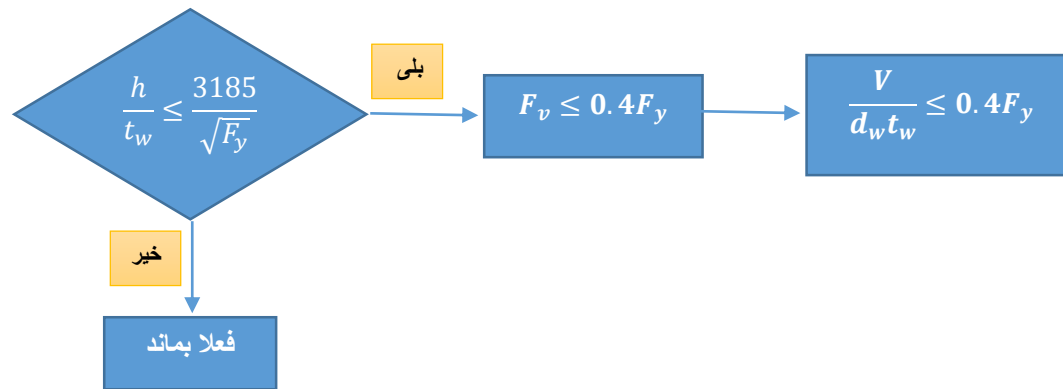 h/t_w ≤ 3185/√F_y
بلی
F_v ≤ 0.4F_y
V/d_w t_w ≤ 0.4F_y
خیر
فعلا بماند